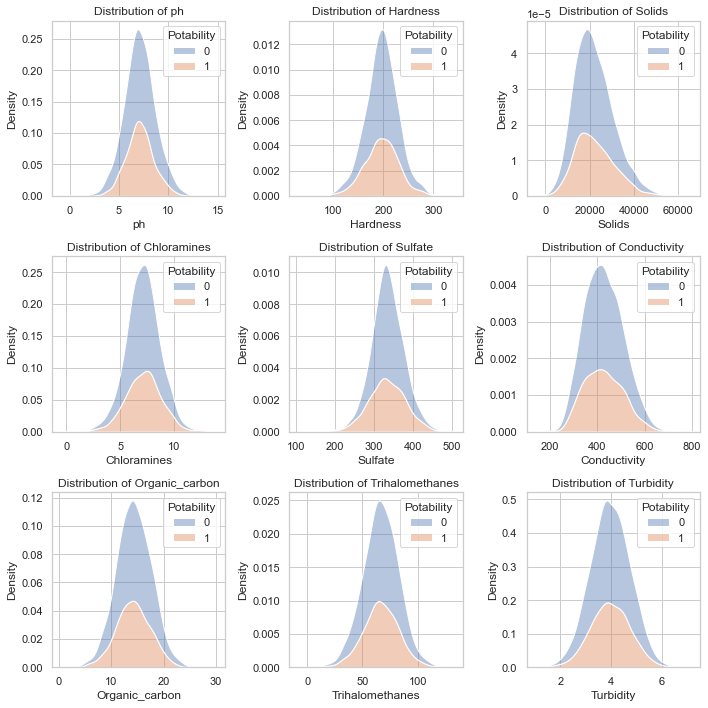 Distribution of ph
Density
0.25
0.20
0.15
0.10
0.05
0.00
0
5
10
15
ph
Potability
0
1
Distribution of Hardness
Density
0.012
0.010
0.008
0.006
0.004
0.002
0.000
100
200
300
Hardness
Potability
0
1
Distribution of Solids
1e−5
Density
4
3
2
1
0
0
20000
40000
60000
Solids
Potability
0
1
Distribution of Chloramines
Density
0.25
0.20
0.15
0.10
0.05
0.00
0
5
10
Chloramines
Potability
0
1
Distribution of Sulfate
Density
0.010
0.008
0.006
0.004
0.002
0.000
100
200
300
400
500
Sulfate
Potability
0
1
Distribution of Conductivity
Density
0.004
0.003
0.002
0.001
0.000
200
400
600
800
Conductivity
Potability
0
1
Distribution of Organic_carbon
Density
0.12
0.10
0.08
0.06
0.04
0.02
0.00
0
10
20
30
Organic_carbon
Potability
0
1
Distribution of Trihalomethanes
Density
0.025
0.020
0.015
0.010
0.005
0.000
0
50
100
Trihalomethanes
Potability
0
1
Distribution of Turbidity
Density
0.5
0.4
0.3
0.2
0.1
0.0
2
4
6
Turbidity
Potability
0
1